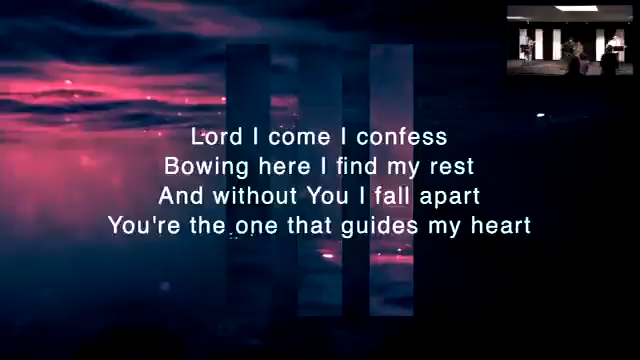 Lord I come I confess
Bowing here I find my rest
And without You I fall apart
You're the one that guides my heart